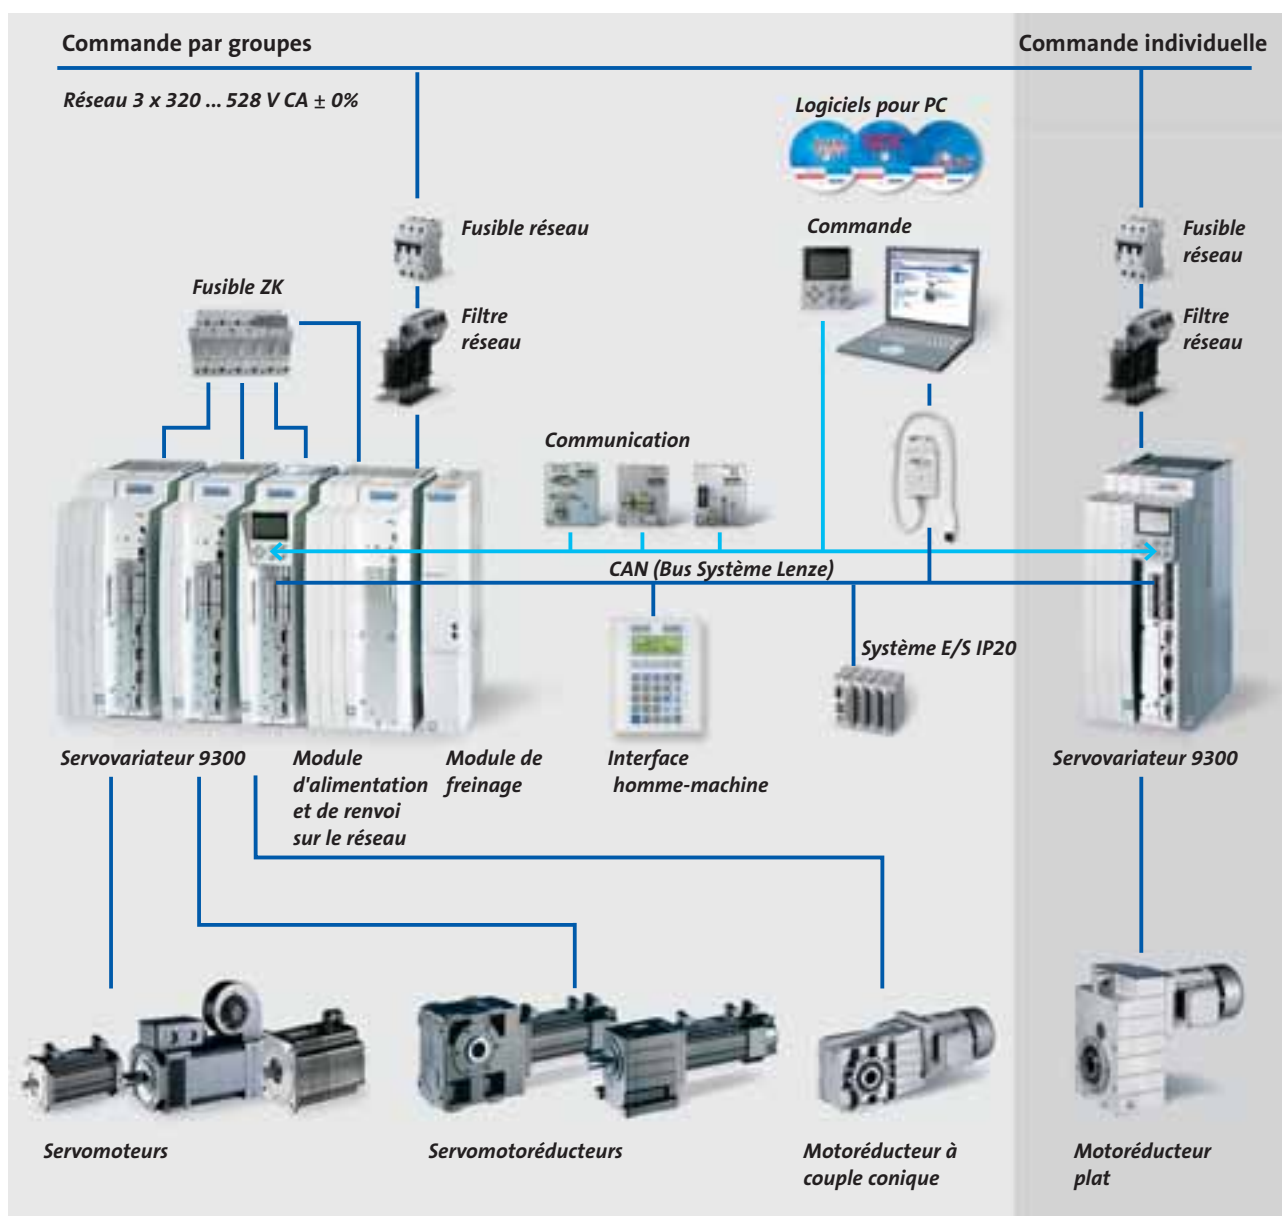 Commande par groupes
Commande individuelle
Réseau 3 x 320 ... 528 V CA ± 0%
Logiciels pour PC
Fusible réseau
Commande
Fusible
réseau
Fusible ZK
Filtre
réseau
Filtre
réseau
Communication
CAN (Bus Système Lenze)
Système E/S IP20
Servovariateur 9300
Module
d'alimentation
et de renvoi
sur le réseau
Module de
freinage
Interface
homme-machine
Servovariateur 9300
Servomoteurs
Servomotoréducteurs
Motoréducteur à
couple conique
Motoréducteur
plat